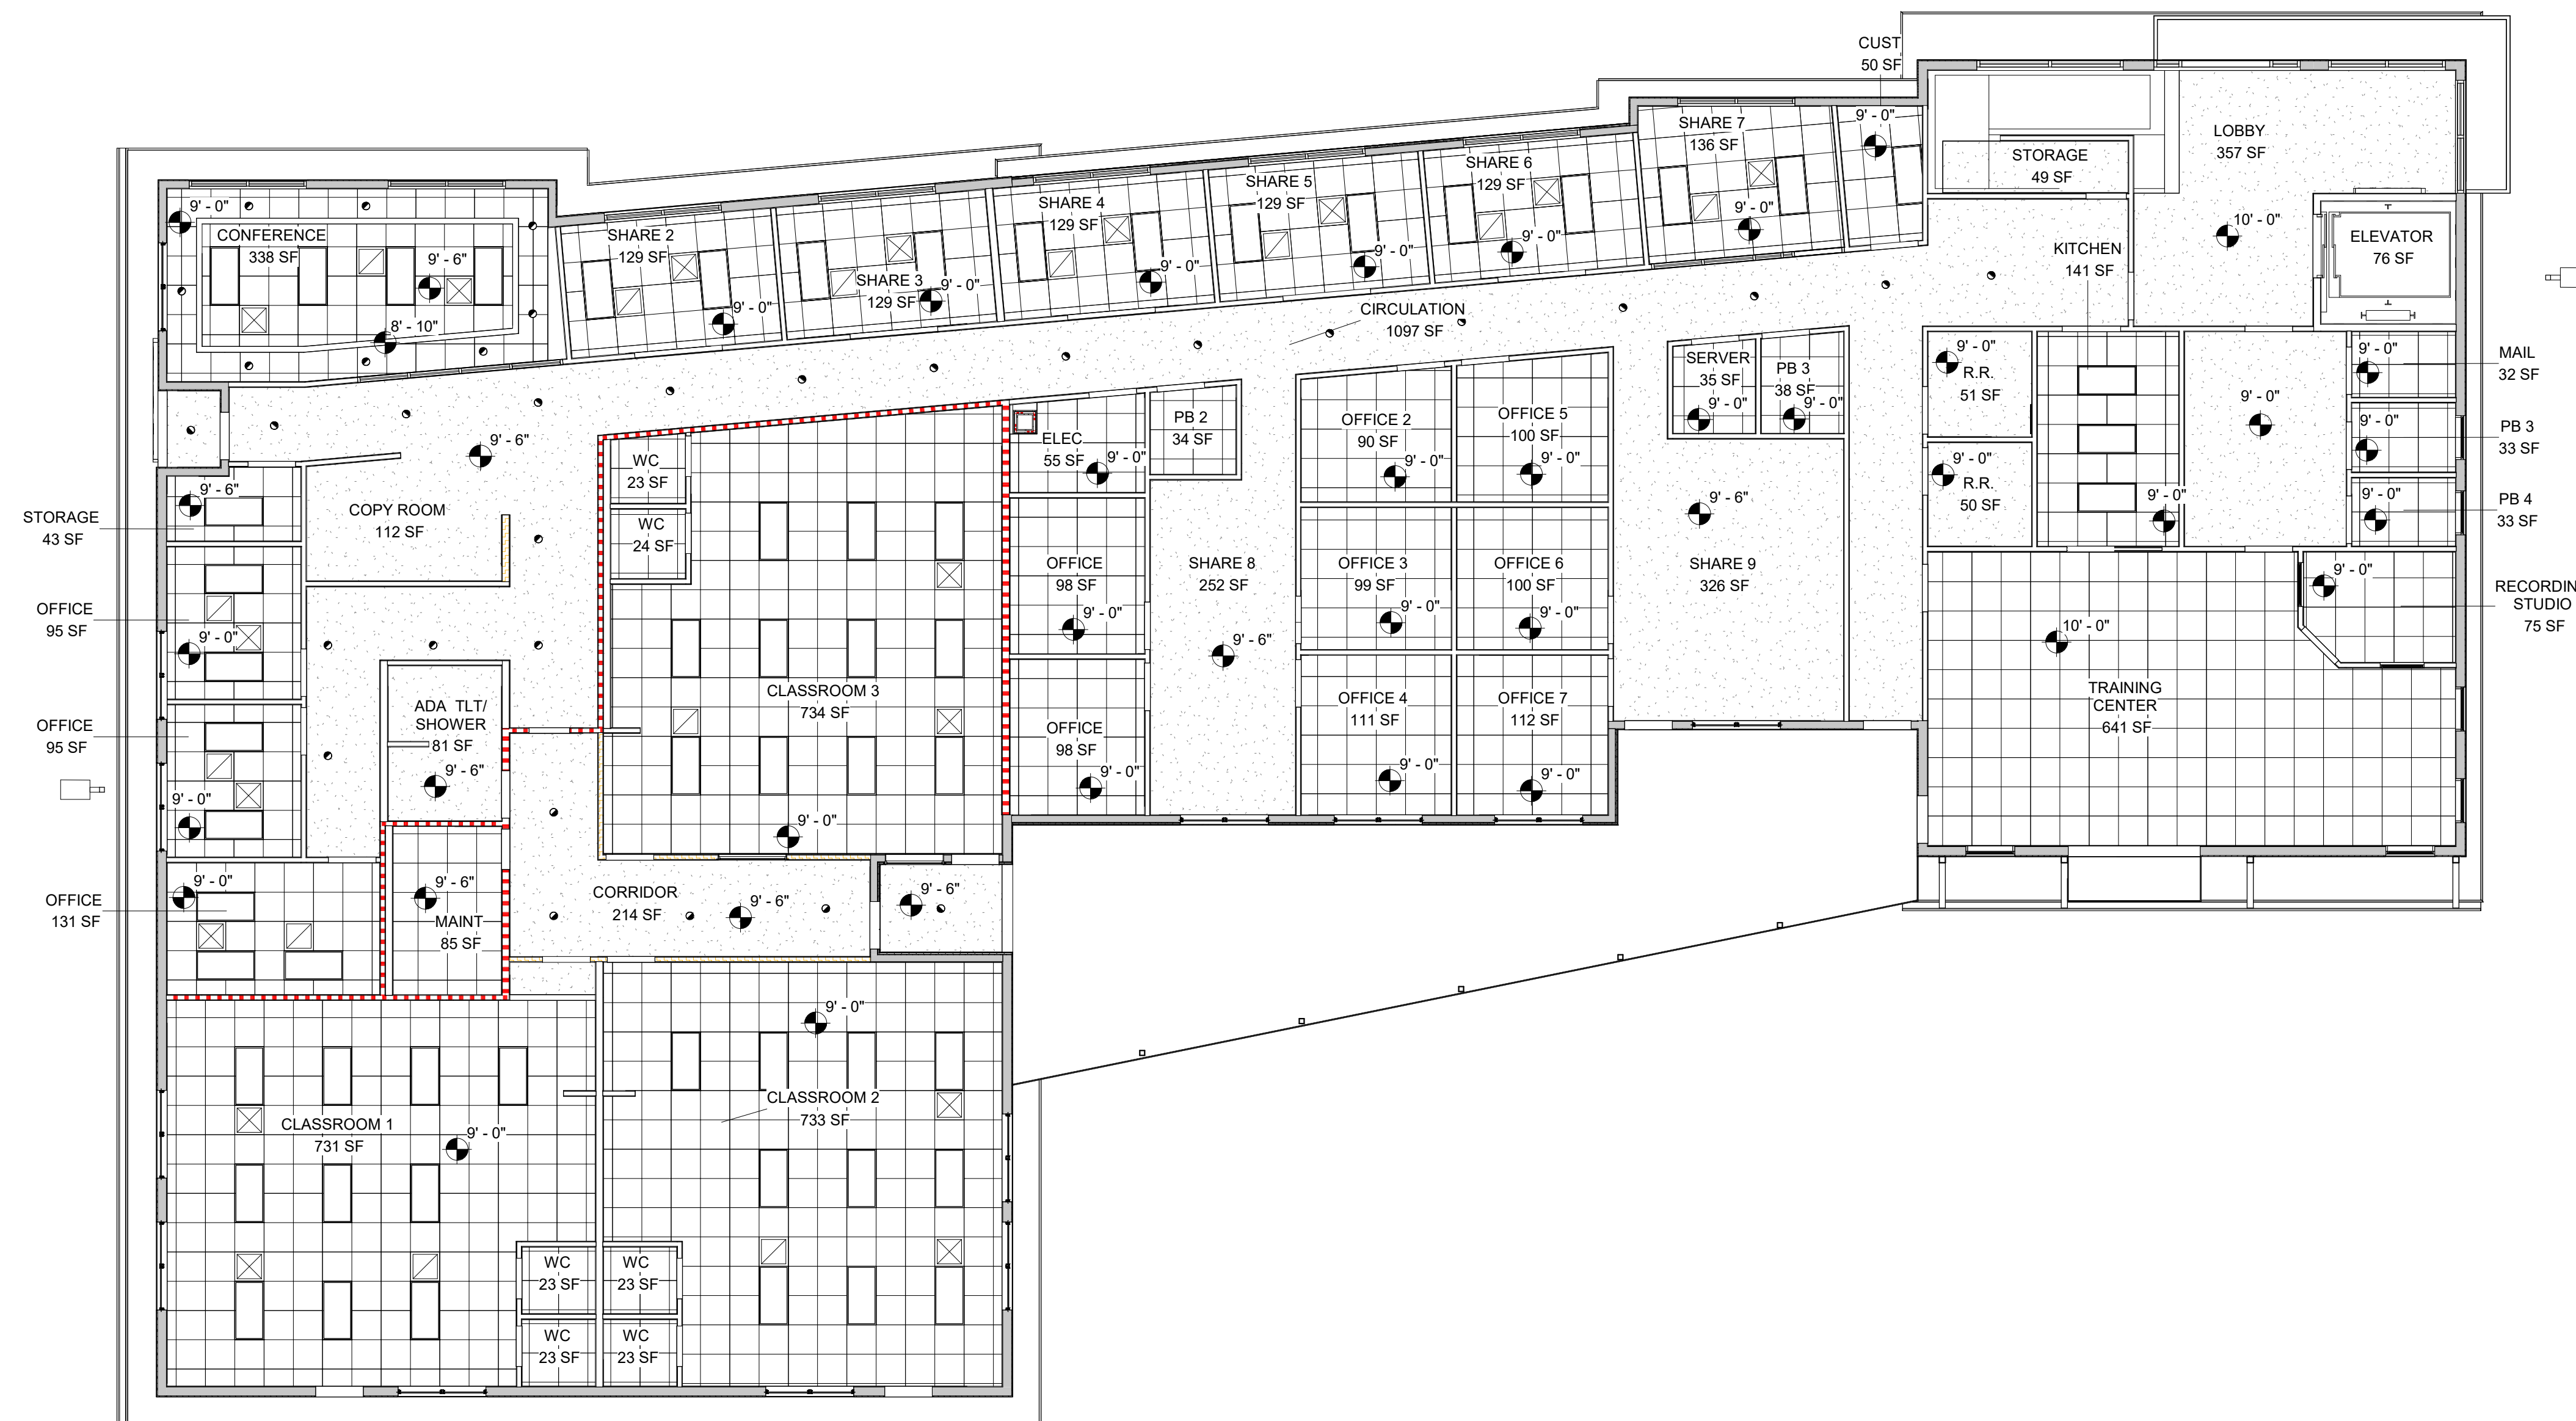 CUST
50 SF
9' - 0"
LOBBY
357 SF
STORAGE
49 SF
10' - 0"
ELEVATOR
76 SF
KITCHEN
141 SF
SHARE 7
136 SF
9' - 0"
SHARE 6
129 SF
9' - 0"
SHARE 5
129 SF
9' - 0"
SHARE 4
129 SF
9' - 0"
SHARE 3
129 SF
9' - 0"
SHARE 2
129 SF
9' - 0"
9' - 0"
CONFERENCE
338 SF
9' - 6"
8' - 10"
CIRCULATION
1097 SF
9' - 6"
9' - 6"
COPY ROOM
112 SF
STORAGE
43 SF
OFFICE
95 SF
9' - 0"
OFFICE
95 SF
9' - 0"
OFFICE
131 SF
9' - 0"
ADA TLT/
SHOWER
81 SF
9' - 6"
9' - 6"
MAINT
85 SF
WC
23 SF
WC
24 SF
CLASSROOM 3
734 SF
9' - 0"
CORRIDOR
214 SF
9' - 6"
9' - 6"
ELEC
55 SF
9' - 0"
PB 2
34 SF
OFFICE
98 SF
9' - 0"
OFFICE
98 SF
9' - 0"
SHARE 8
252 SF
9' - 6"
OFFICE 2
90 SF
9' - 0"
OFFICE 5
100 SF
9' - 0"
OFFICE 3
99 SF
9' - 0"
OFFICE 6
100 SF
9' - 0"
OFFICE 4
111 SF
9' - 0"
OFFICE 7
112 SF
9' - 0"
SERVER
35 SF
9' - 0"
PB 3
38 SF
9' - 0"
9' - 6"
SHARE 9
326 SF
9' - 0"
R.R.
51 SF
9' - 0"
R.R.
50 SF
9' - 0"
9' - 0"
9' - 0"
MAIL
32 SF
9' - 0"
PB 3
33 SF
9' - 0"
PB 4
33 SF
9' - 0"
RECORDIN
STUDIO
75 SF
10' - 0"
TRAINING
CENTER
641 SF
9' - 0"
CLASSROOM 2
733 SF
CLASSROOM 1
731 SF
9' - 0"
WC
23 SF
WC
23 SF
WC
23 SF
WC
23 SF